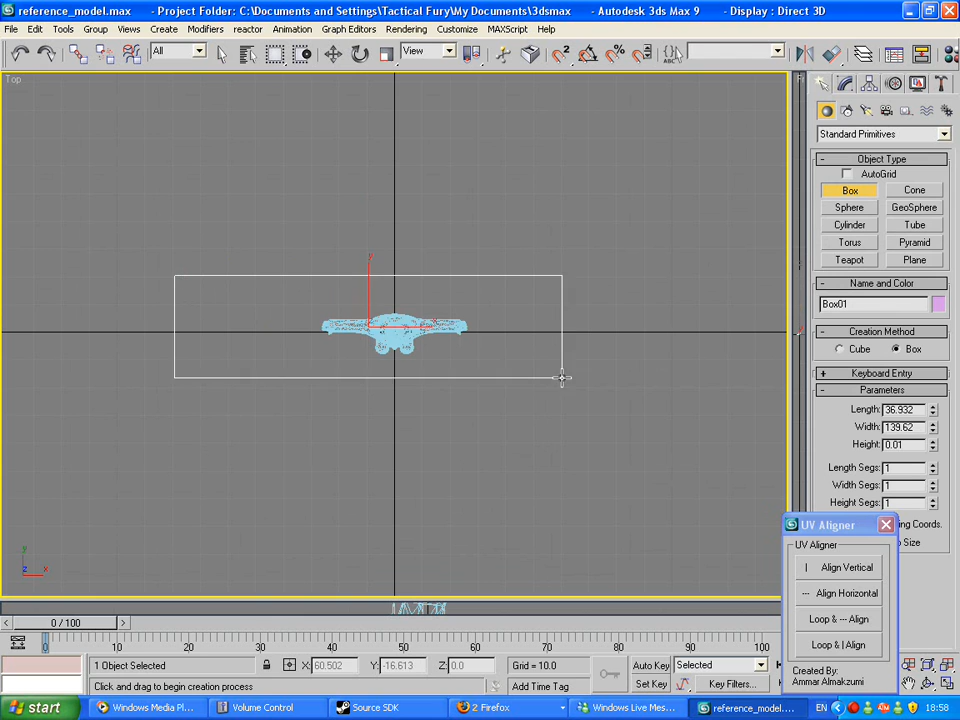 reference_model.max - Project Folder: C:\Documents and Settings\Tactical Fury\My Documents\3dsmax - Autodesk 3ds Max 9 - Display : Direct 3D
File Edit Tools Group Views Create Modifiers reactor Animation Graph Editors Rendering Customize MAXScript Help
All
View
Top
Standard Primitives
- Object Type
AutoGrid
Box Cone
Sphere GeoSphere
Cylinder Tube
Torus Pyramid
Teapot Plane
- Name and Color
Box01
- Creation Method
Cube Box
+ Keyboard Entry
- Parameters
Length: 36.932
Width: 139.62
Height: 0.01
Length Segs: 1
Width Segs: 1
Height Segs: 1
y
x
y
z x
UV Aligner
UV Aligner
| Align Vertical
--- Align Horizontal
Loop & --- Align
Loop & | Align
Created By:
Ammar Almakzumi
ing Coords.
o Size
< 0 / 100 >
0 10 20 30 40 50 60 70 80 90 100
1 Object Selected X: 60.502 Y: -16.613 Z: 0.0 Grid = 10.0 Auto Key Selected
Click and drag to begin creation process Add Time Tag Set Key Key Filters...
start Windows Media Pl... Volume Control Source SDK 2 Firefox Windows Live Mes... reference_model.... EN 18:58